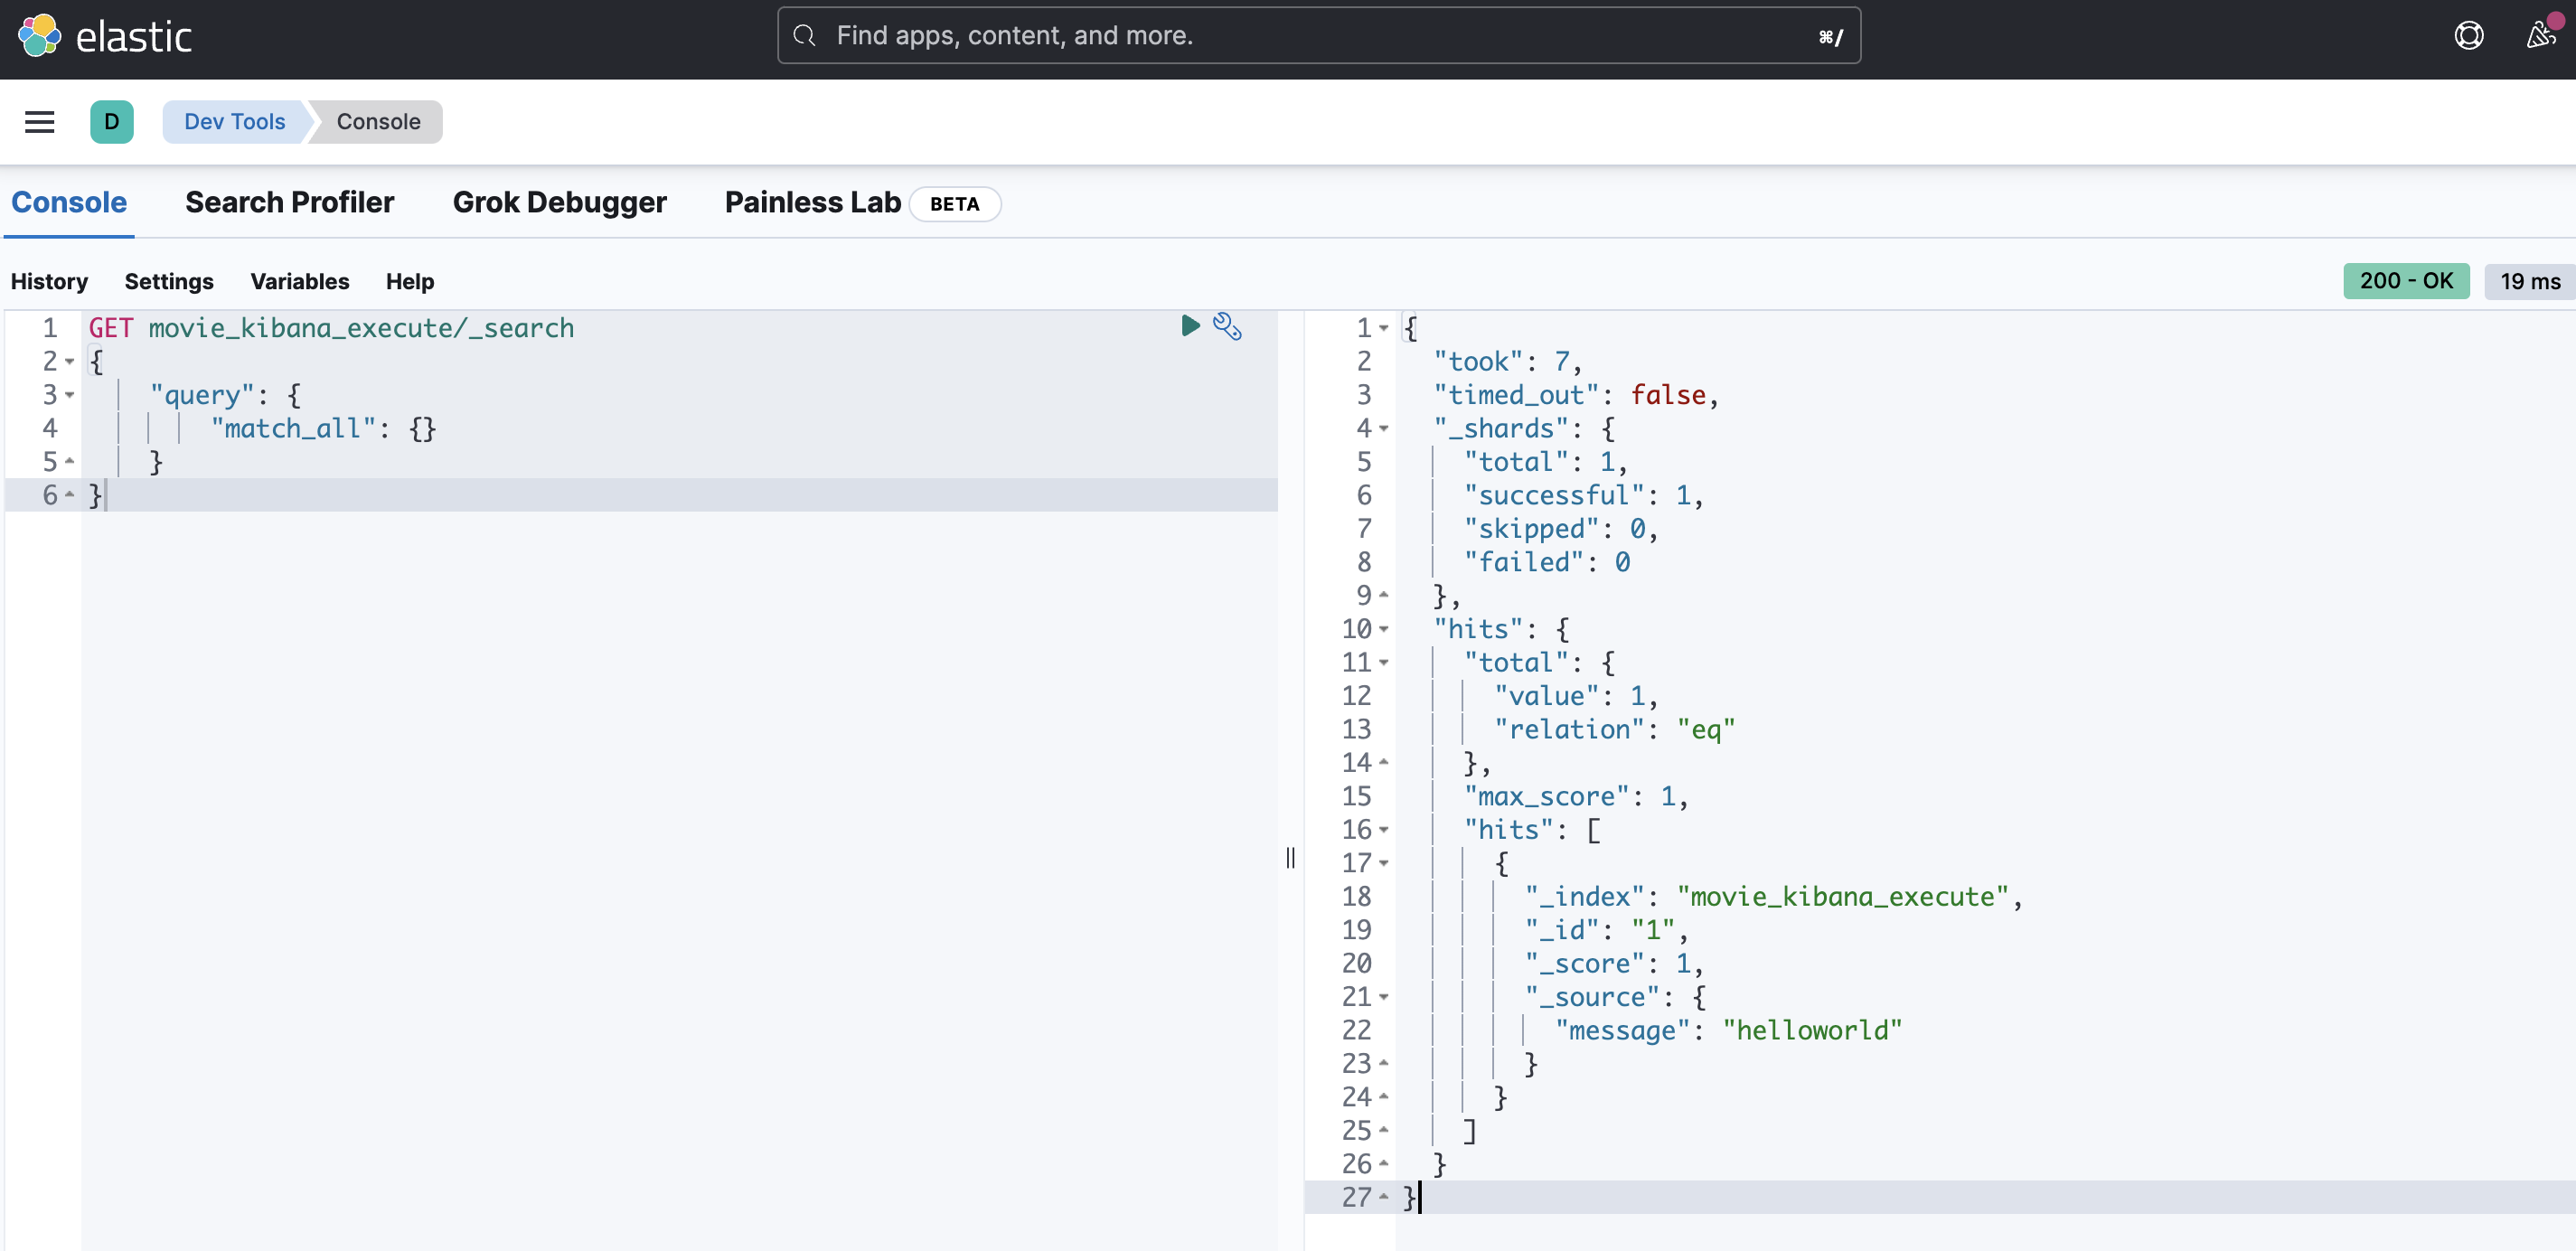 elastic
Find apps, content, and more.
⌘/
D
Dev Tools
Console
Console
Search Profiler
Grok Debugger
Painless Lab
BETA
History
Settings
Variables
Help
200 - OK
19 ms
1 GET movie_kibana_execute/_search
2 {
3 "query": {
4 "match_all": {}
5 }
6 }
1 {
2 "took": 7,
3 "timed_out": false,
4 "_shards": {
5 "total": 1,
6 "successful": 1,
7 "skipped": 0,
8 "failed": 0
9 },
10 "hits": {
11 "total": {
12 "value": 1,
13 "relation": "eq"
14 },
15 "max_score": 1,
16 "hits": [
17 {
18 "_index": "movie_kibana_execute",
19 "_id": "1",
20 "_score": 1,
21 "_source": {
22 "message": "helloworld"
23 }
24 }
25 ]
26 }
27 }